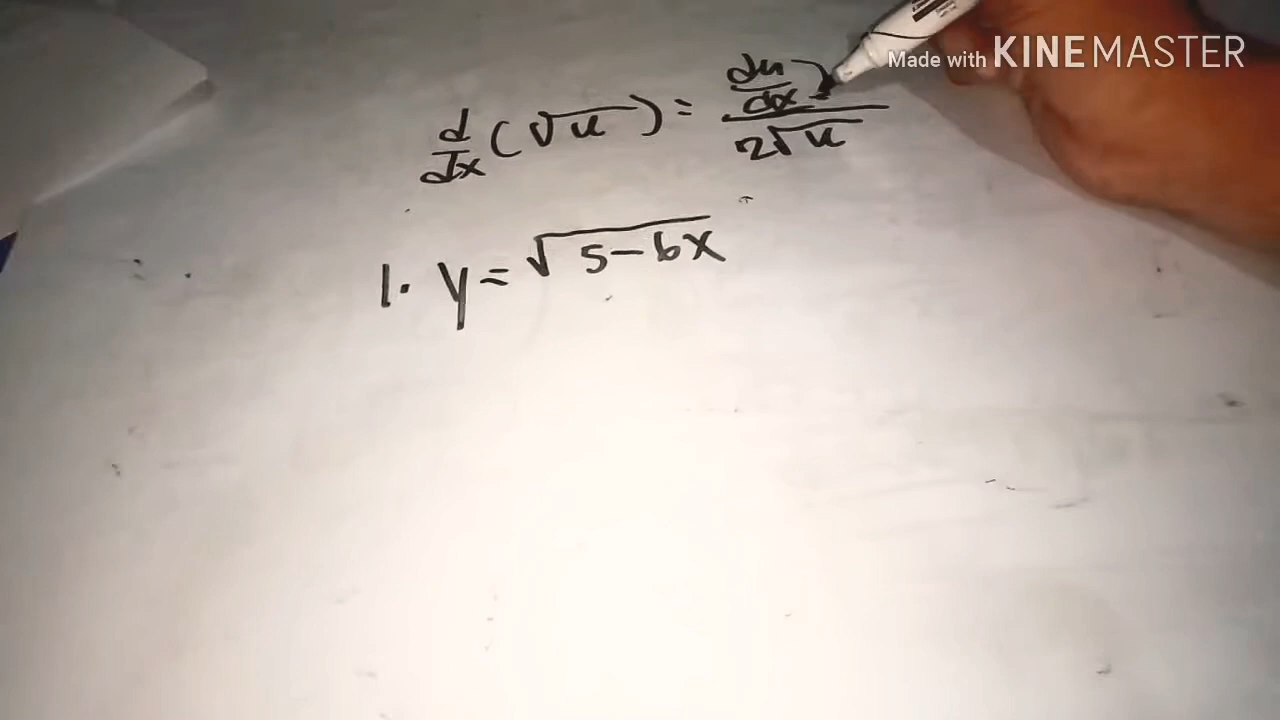 Made with KINEMASTER
d/dx (√u) = (du/dx)/(2√u)
1. y = √5-6x